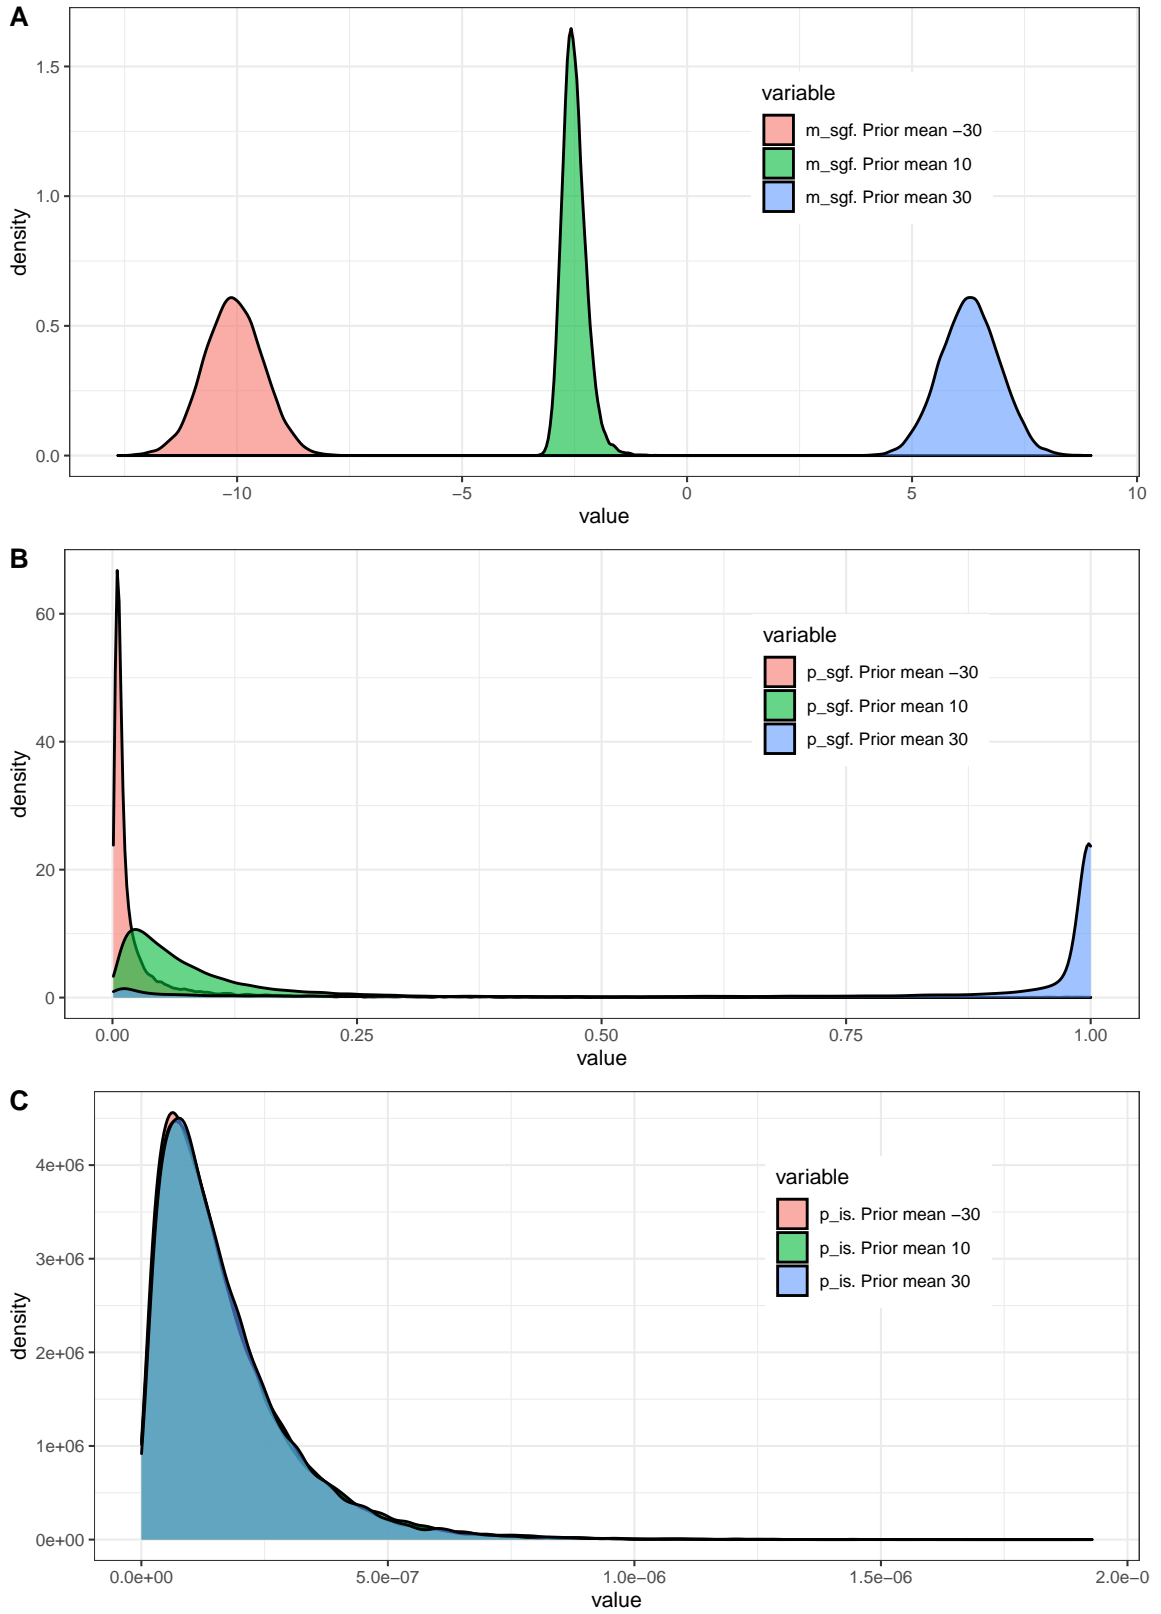 A
density
1.5
1.0
0.5
0.0
variable
m_sgf. Prior mean −30
m_sgf. Prior mean 10
m_sgf. Prior mean 30
−10 −5 0 5 10
value
B
density
60
40
20
0
variable
p_sgf. Prior mean −30
p_sgf. Prior mean 10
p_sgf. Prior mean 30
0.00 0.25 0.50 0.75 1.00
value
C
density
4e+06
3e+06
2e+06
1e+06
0e+00
variable
p_is. Prior mean −30
p_is. Prior mean 10
p_is. Prior mean 30
0.0e+00 5.0e−07 1.0e−06 1.5e−06 2.0e−0
value